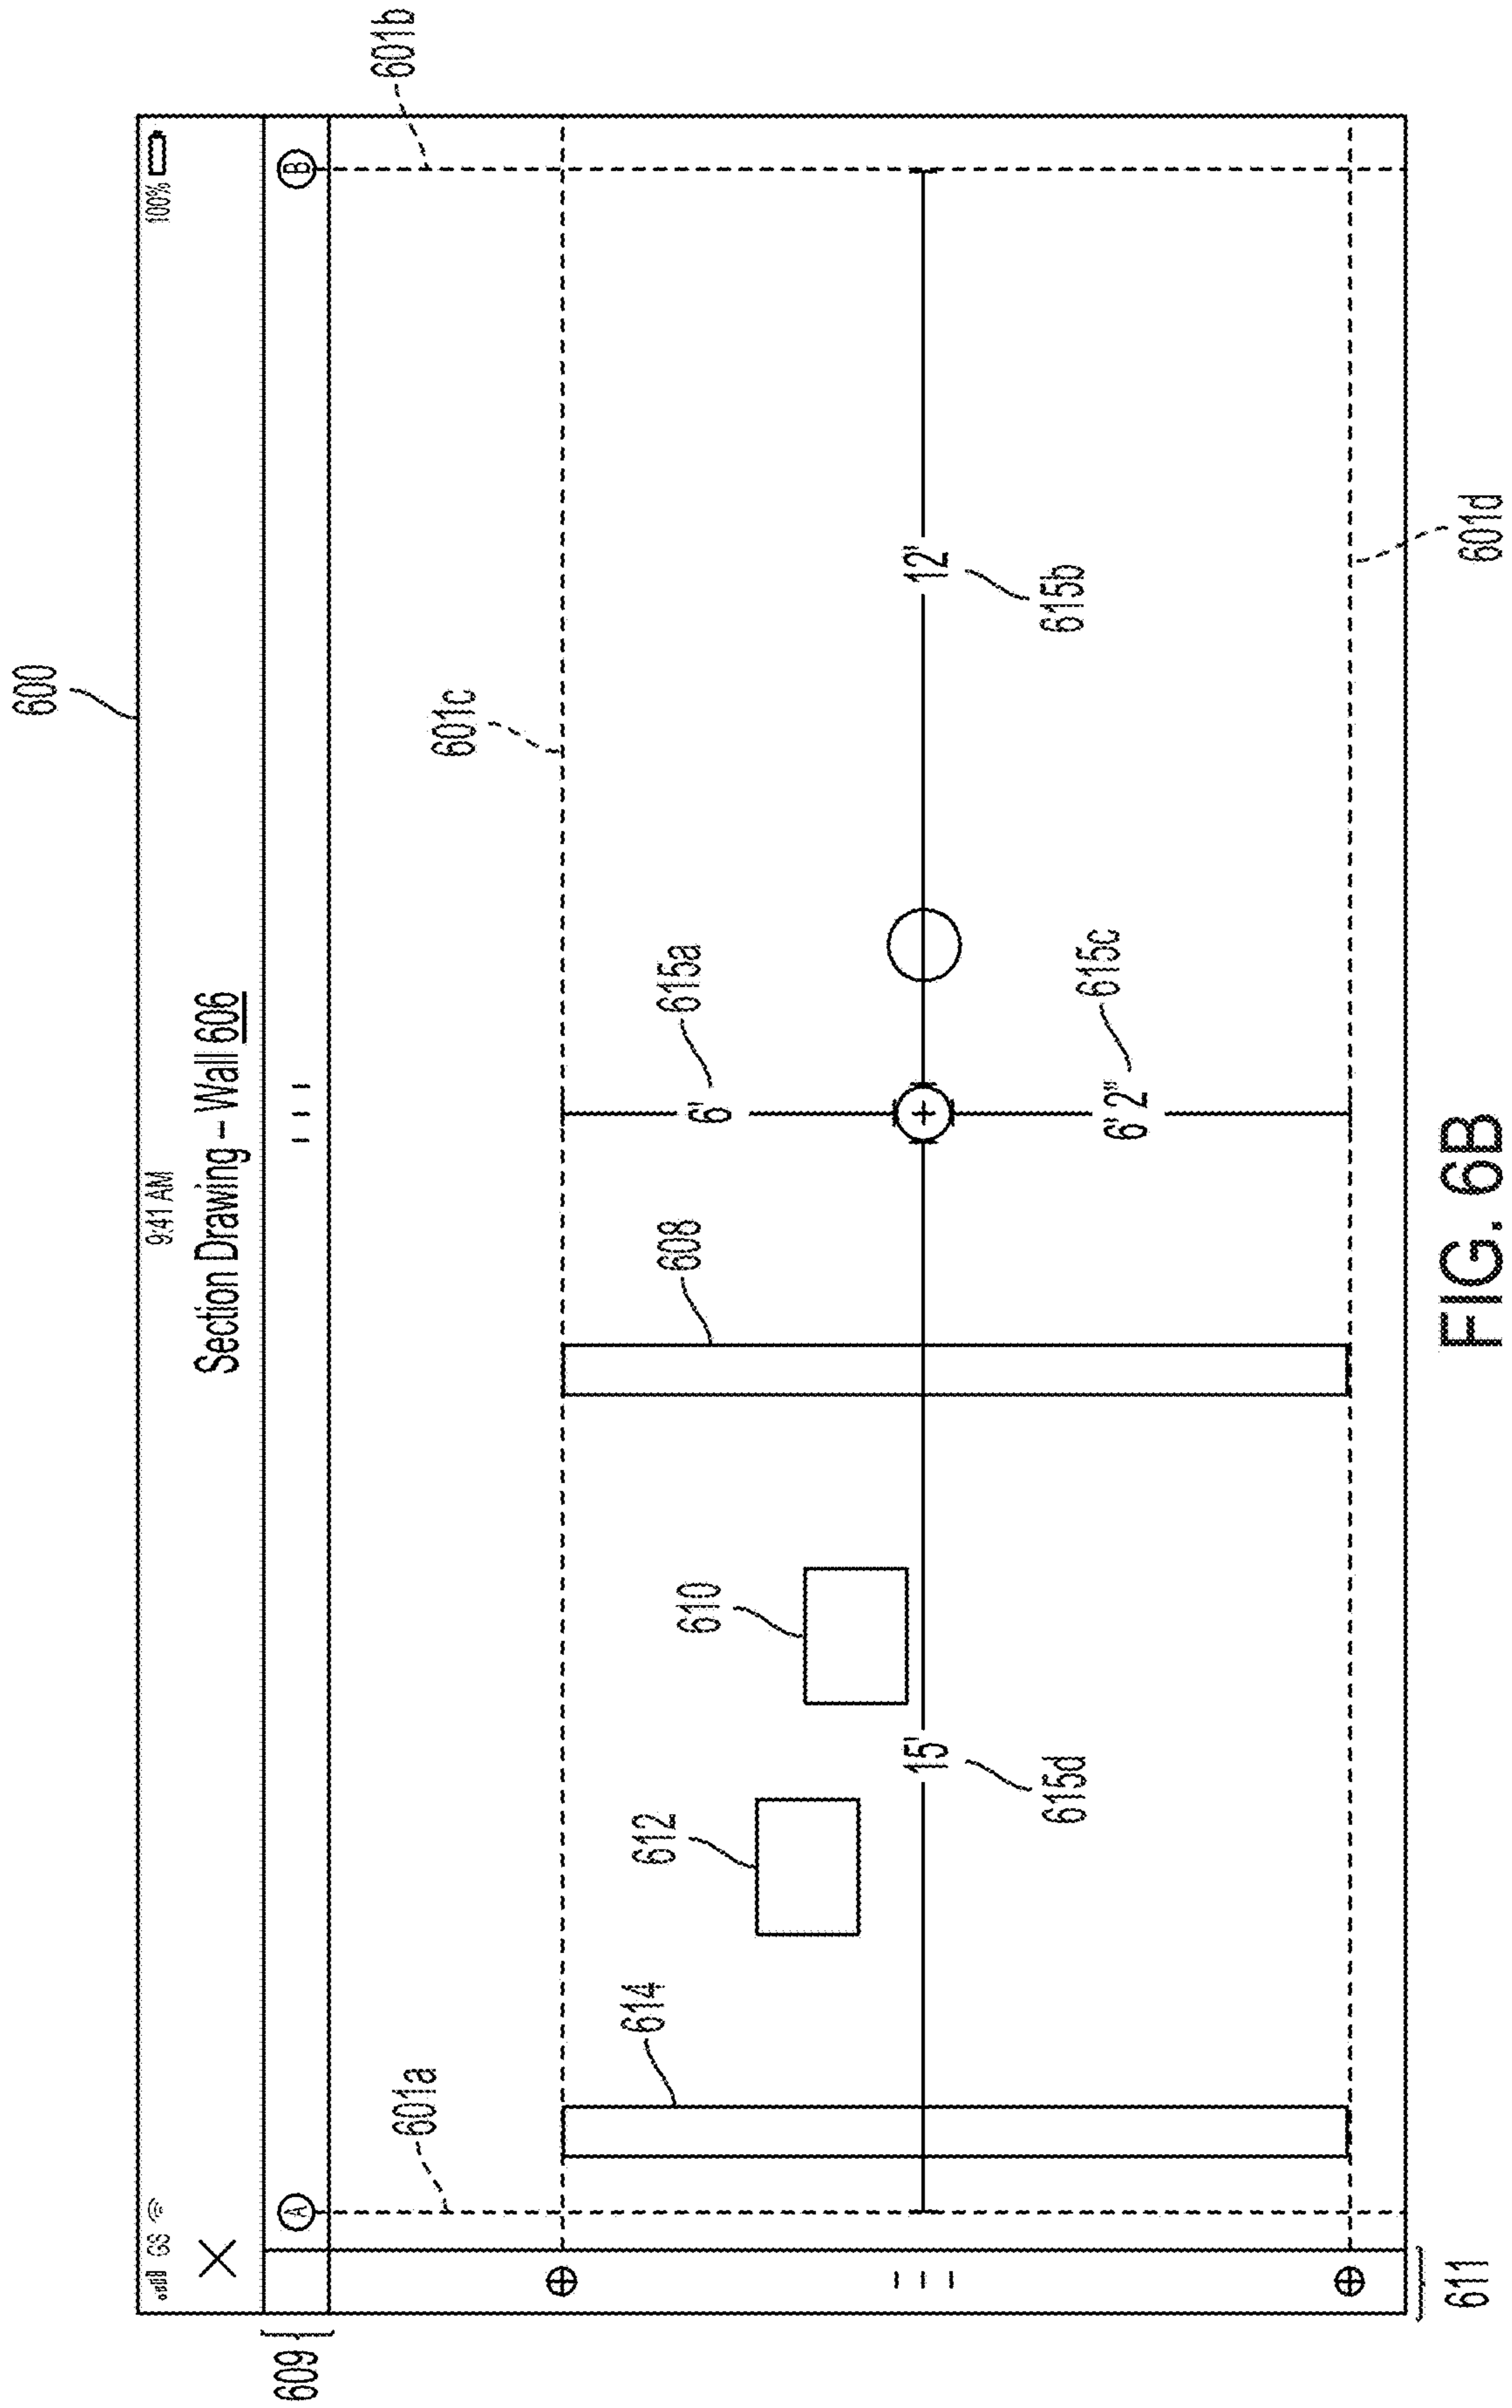 600
GS 9:41 AM 100%
Section Drawing – Wall 606
609
A
B
601a
601b
601c
614
612
610
608
615a
6'
15'
615d
12'
615b
6' 2"
615c
601d
611
FIG. 6B